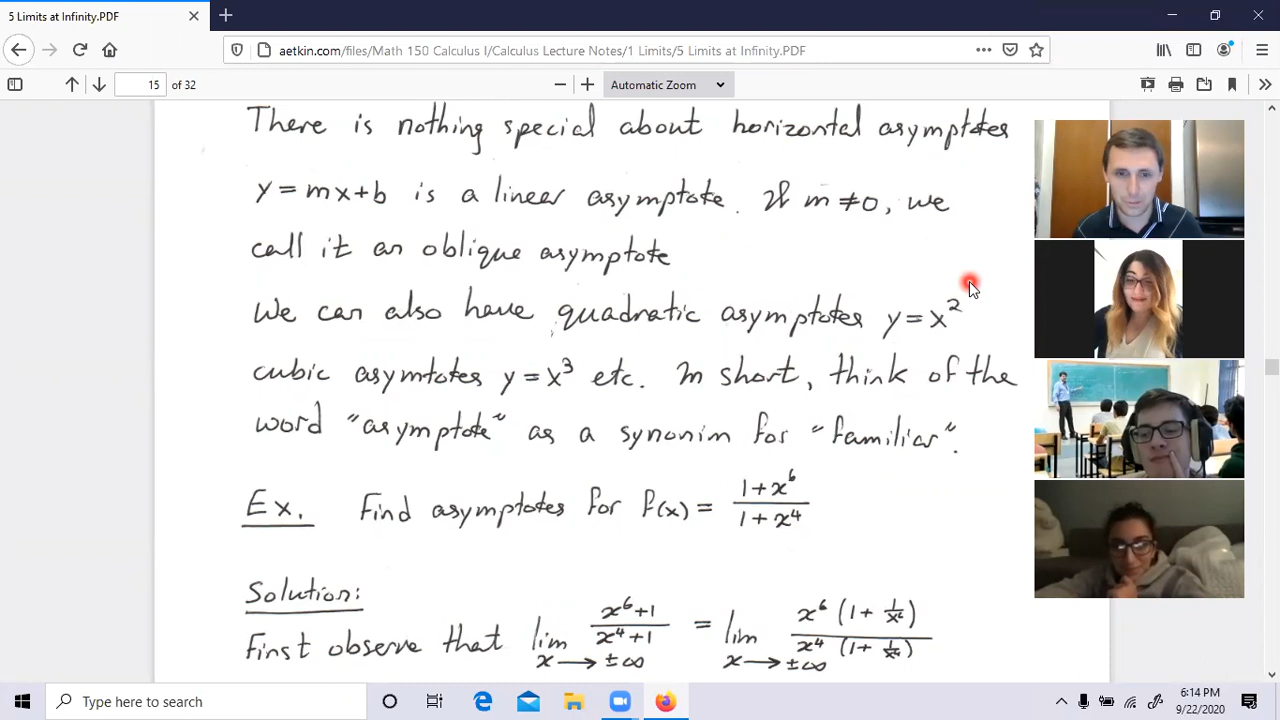 5 Limits at Infinity.PDF
aetkin.com/files/Math 150 Calculus I/Calculus Lecture Notes/1 Limits/5 Limits at Infinity.PDF
15 of 32
Automatic Zoom
There is nothing special about horizontal asymptotes
y = mx+b is a linear asymptote. If m ≠ 0, we
call it an oblique asymptote
We can also have quadratic asymptotes y = x²
cubic asymtotes y = x³ etc. In short, think of the
word "asymptote" as a synonim for "familiar".
Ex. Find asymptotes for f(x) = (1+x⁶)/(1+x⁴)
Solution:
First observe that lim x→±∞ (x⁶+1)/(x⁴+1) = lim x→±∞ x⁶(1+1/x⁶)/x⁴(1+1/x⁴)
Type here to search
6:14 PM
9/22/2020